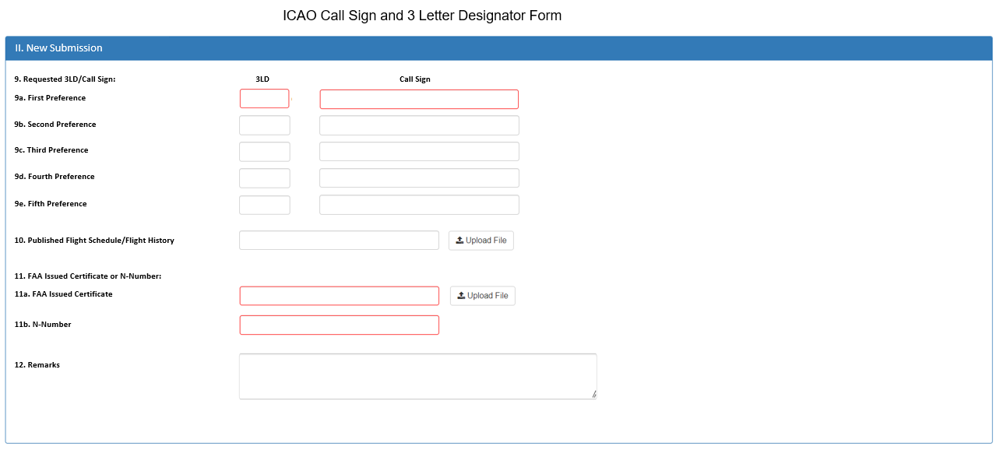 ICAO Call Sign and 3 Letter Designator Form
II. New Submission
9. Requested 3LD/Call Sign: 3LD Call Sign
9a. First Preference
9b. Second Preference
9c. Third Preference
9d. Fourth Preference
9e. Fifth Preference
10. Published Flight Schedule/Flight History Upload File
11. FAA Issued Certificate or N-Number:
11a. FAA Issued Certificate Upload File
11b. N-Number
12. Remarks